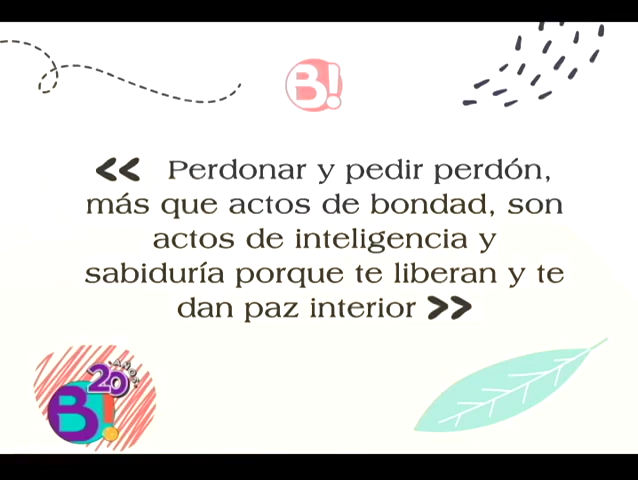 B!
« Perdonar y pedir perdón,
más que actos de bondad, son
actos de inteligencia y
sabiduría porque te liberan y te
dan paz interior »
20 AÑOS
B!